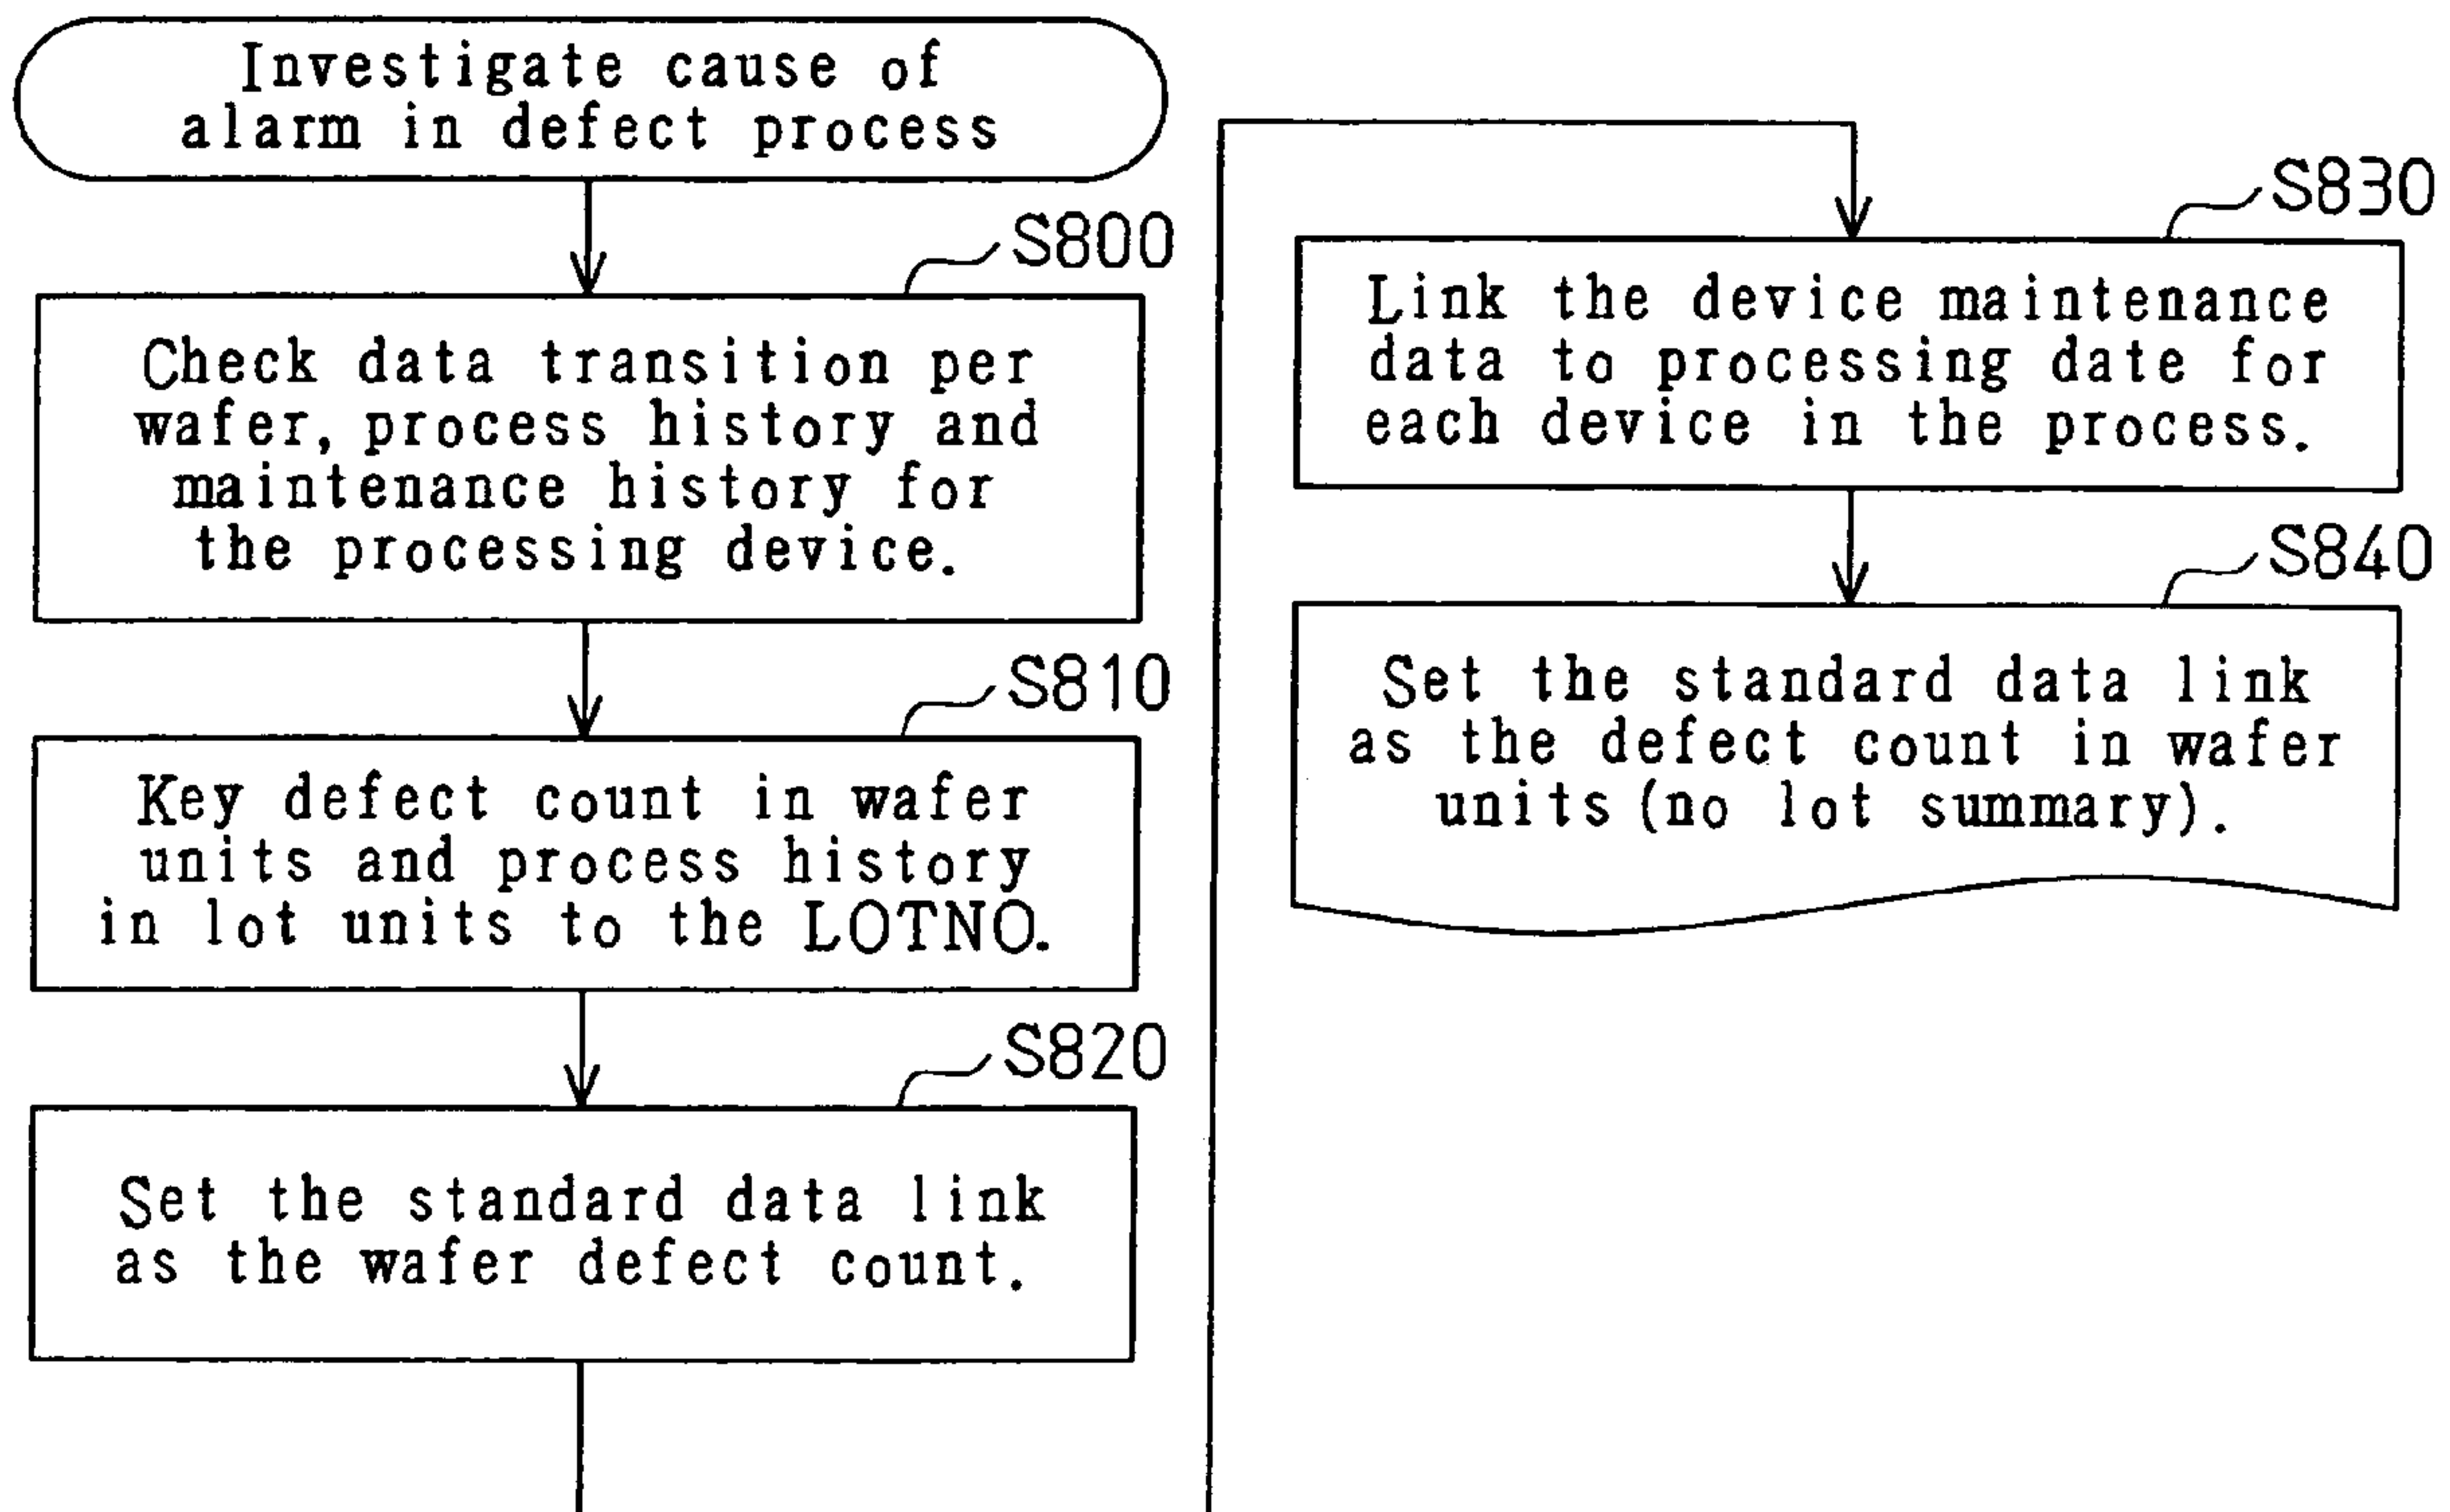 Investigate cause of
alarm in defect process
S800
Check data transition per
wafer, process history and
maintenance history for
the processing device.
S810
Key defect count in wafer
units and process history
in lot units to the LOTNO.
S820
Set the standard data link
as the wafer defect count.
S830
Link the device maintenance
data to processing date for
each device in the process.
S840
Set the standard data link
as the defect count in wafer
units (no lot summary).